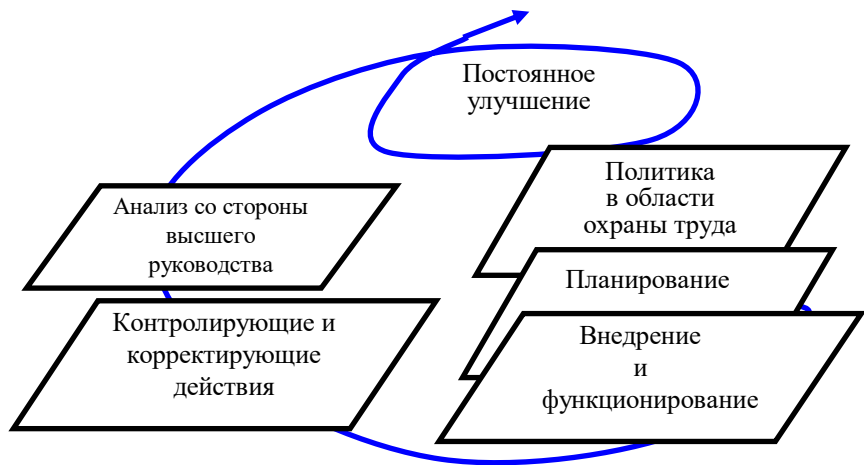 Постоянное
улучшение
Политика
в области
охраны труда
Планирование
Внедрение
и
функционирование
Анализ со стороны
высшего
руководства
Контролирующие и
корректирующие
действия